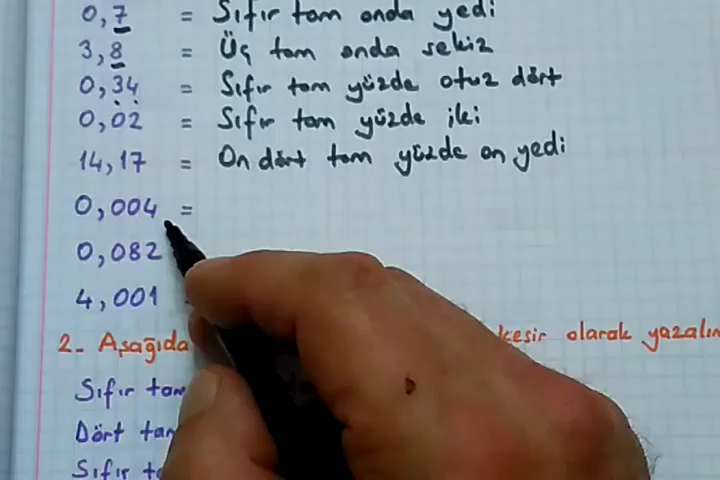 0,7 = Sıfır tam onda yedi
3,8 = Üç tam onda sekiz
0,34 = Sıfır tam yüzde otuz dört
0,02 = Sıfır tam yüzde iki
14,17 = On dört tam yüzde on yedi
0,004 =
0,082
4,001
2- Aşağıda kesir olarak yazalım
Sıfır tam
Dört tam
Sıfır